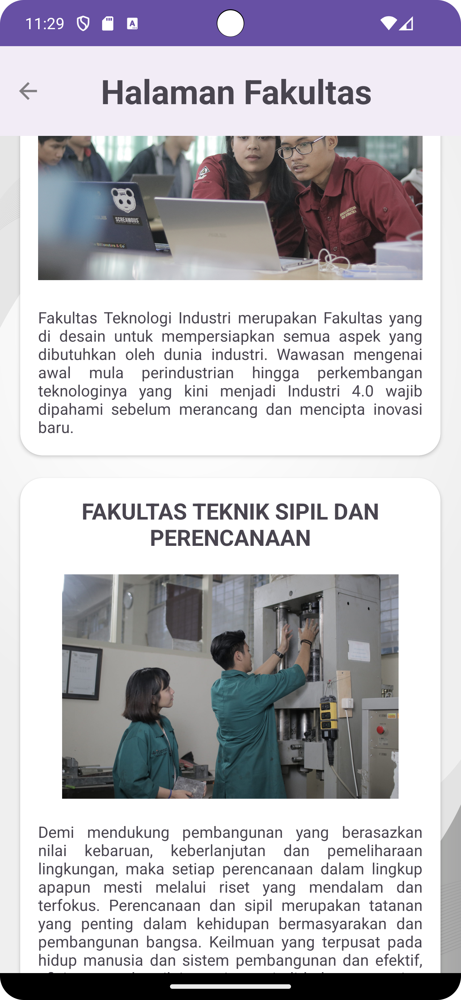 11:29
Halaman Fakultas
SCREAMOUS
Billionstars & Co
Fakultas Teknologi Industri merupakan Fakultas yang
di desain untuk mempersiapkan semua aspek yang
dibutuhkan oleh dunia industri. Wawasan mengenai
awal mula perindustrian hingga perkembangan
teknologinya yang kini menjadi Industri 4.0 wajib
dipahami sebelum merancang dan mencipta inovasi
baru.
FAKULTAS TEKNIK SIPIL DAN
PERENCANAAN
itenas
Demi mendukung pembangunan yang berasazkan
nilai kebaruan, keberlanjutan dan pemeliharaan
lingkungan, maka setiap perencanaan dalam lingkup
apapun mesti melalui riset yang mendalam dan
terfokus. Perencanaan dan sipil merupakan tatanan
yang penting dalam kehidupan bermasyarakan dan
pembangunan bangsa. Keilmuan yang terpusat pada
hidup manusia dan sistem pembangunan dan efektif,